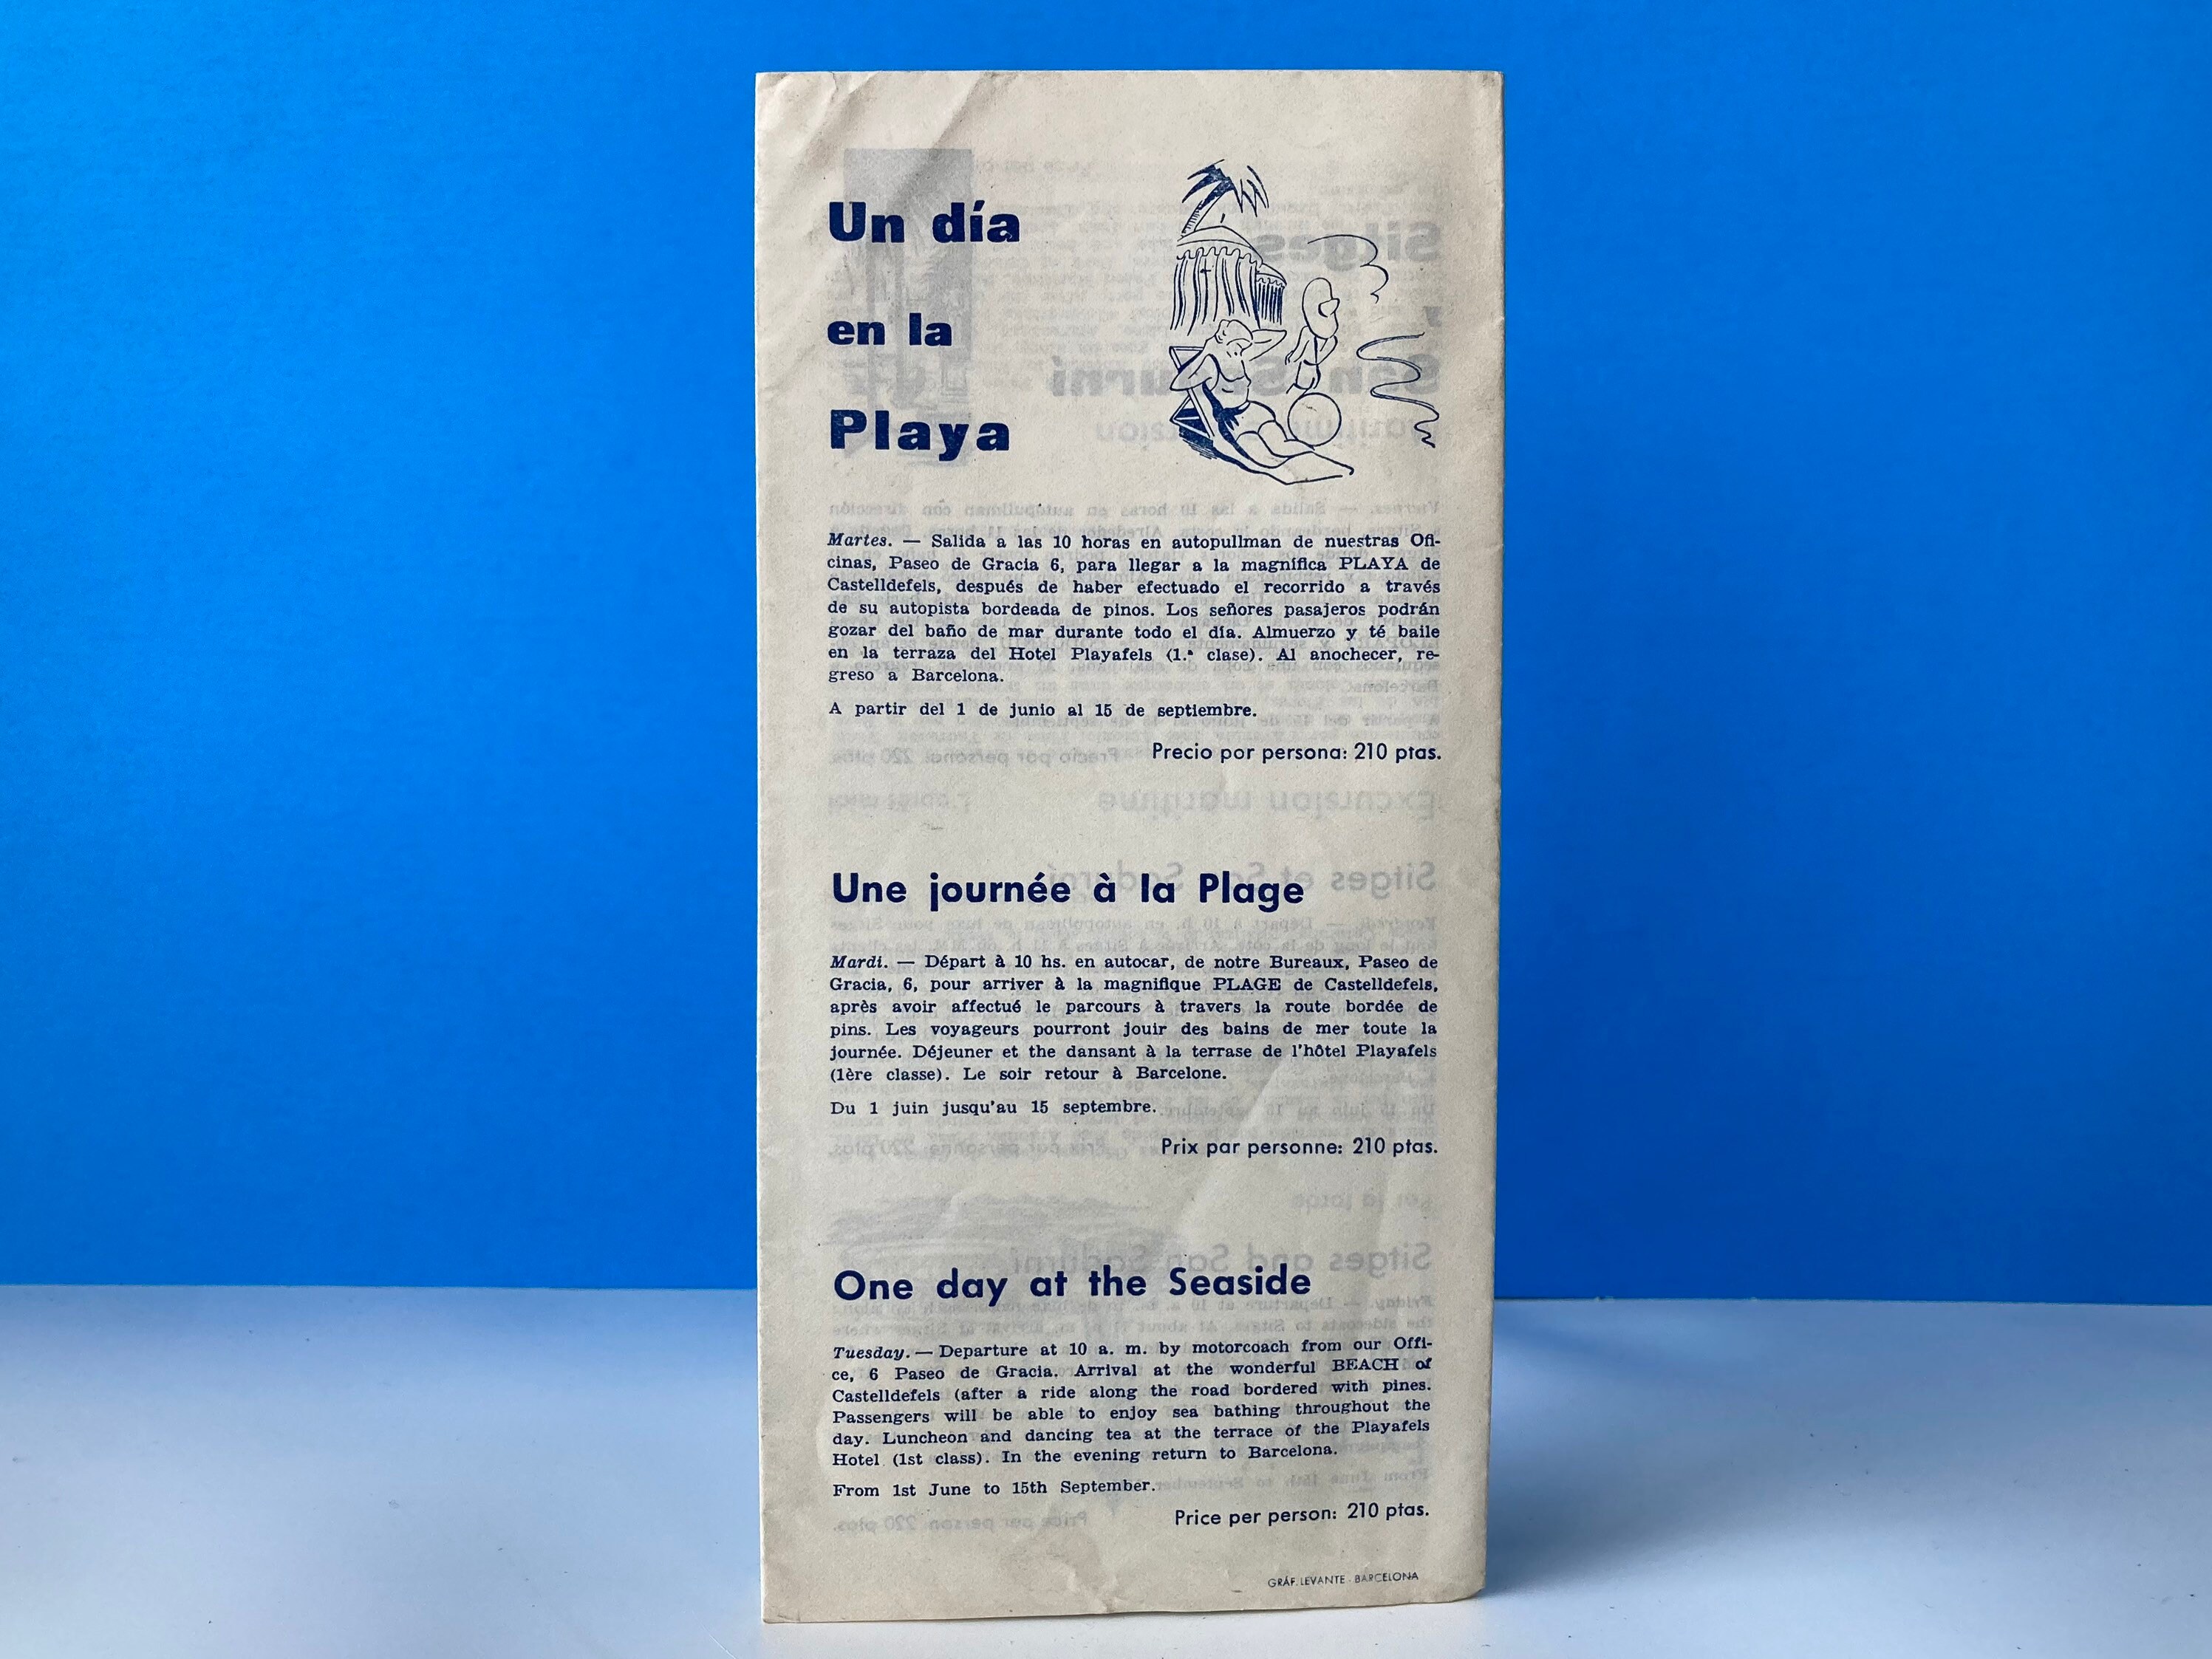 Un día
en la
Playa
Martes. — Salida a las 10 horas en autopullman de nuestras Ofi-
cinas, Paseo de Gracia 6, para llegar a la magnífica PLAYA de
Castelldefels, después de haber efectuado el recorrido a través
de su autopista bordeada de pinos. Los señores pasajeros podrán
gozar del baño de mar durante todo el día. Almuerzo y té baile
en la terraza del Hotel Playafels (1.ª clase). Al anochecer, re-
greso a Barcelona.
A partir del 1 de junio al 15 de septiembre.
Precio por persona: 210 ptas.
Une journée à la Plage
Mardi. — Départ à 10 hs. en autocar, de notre Bureaux, Paseo de
Gracia, 6, pour arriver à la magnifique PLAGE de Castelldefels,
après avoir affectué le parcours à travers la route bordée de
pins. Les voyageurs pourront jouir des bains de mer toute la
journée. Déjeuner et the dansant à la terrase de l'hôtel Playafels
(1ère classe). Le soir retour à Barcelone.
Du 1 juin jusqu'au 15 septembre.
Prix par personne: 210 ptas.
One day at the Seaside
Tuesday. — Departure at 10 a. m. by motorcoach from our Offi-
ce, 6 Paseo de Gracia. Arrival at the wonderful BEACH of
Castelldefels (after a ride along the road bordered with pines.
Passengers will be able to enjoy sea bathing throughout the
day. Luncheon and dancing tea at the terrace of the Playafels
Hotel (1st class). In the evening return to Barcelona.
From 1st June to 15th September.
Price per person: 210 ptas.
GRÁF. LEVANTE - BARCELONA